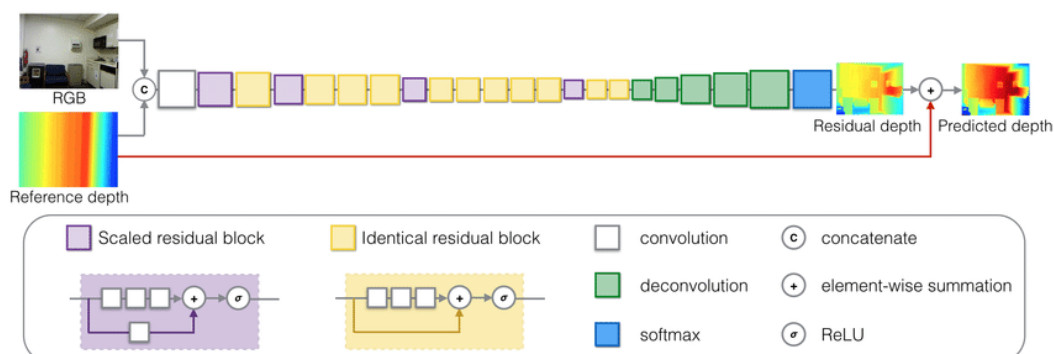 RGB
C
Residual depth
+
Predicted depth
Reference depth
Scaled residual block
Identical residual block
convolution
C
concatenate
+
σ
+
σ
deconvolution
+
element-wise summation
softmax
σ
ReLU